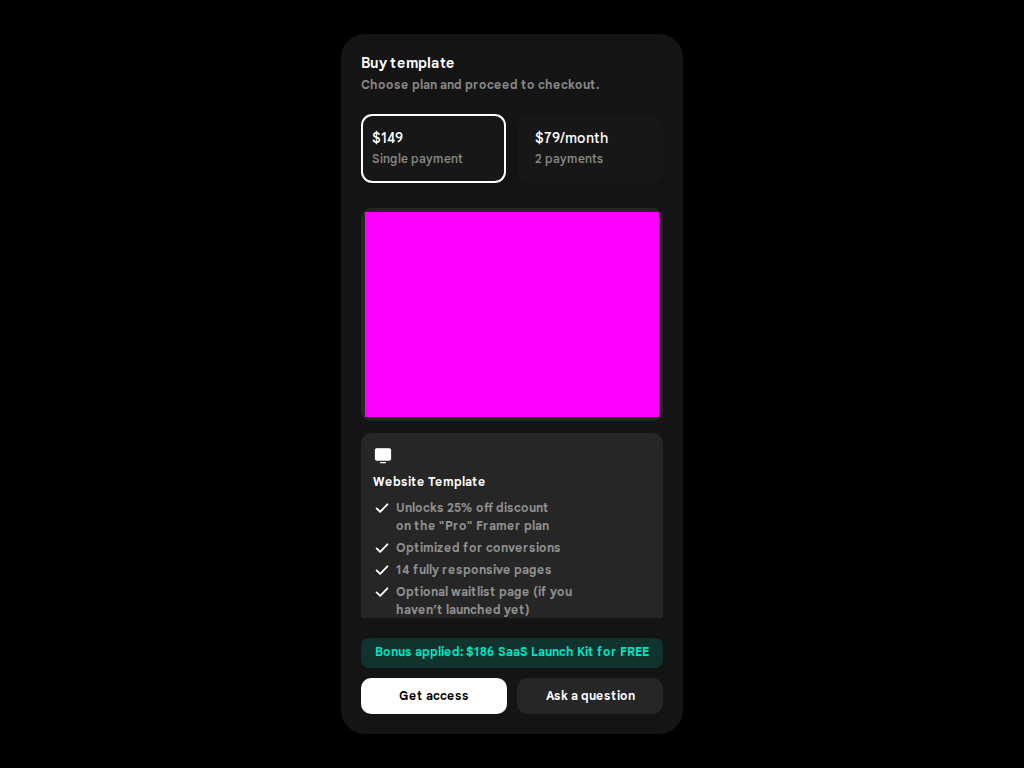 Buy template
Choose plan and proceed to checkout.
$149
Single payment
$79/month
2 payments
Website Template
Unlocks 25% off discount
on the "Pro" Framer plan
Optimized for conversions
14 fully responsive pages
Optional waitlist page (if you
haven’t launched yet)
Bonus applied: $186 SaaS Launch Kit for FREE
Get access
Ask a question